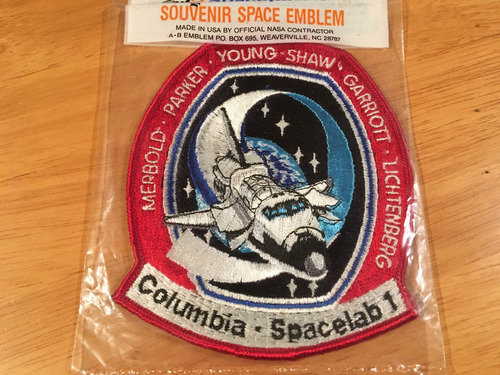 SOUVENIR SPACE EMBLEM
MADE IN USA BY OFFICIAL NASA CONTRACTOR
A-B EMBLEM P.O. BOX 695, WEAVERVILLE, NC 28787
MERBOLD · PARKER · YOUNG · SHAW · GARRIOTT · LICHTENBERG
Columbia · Spacelab 1